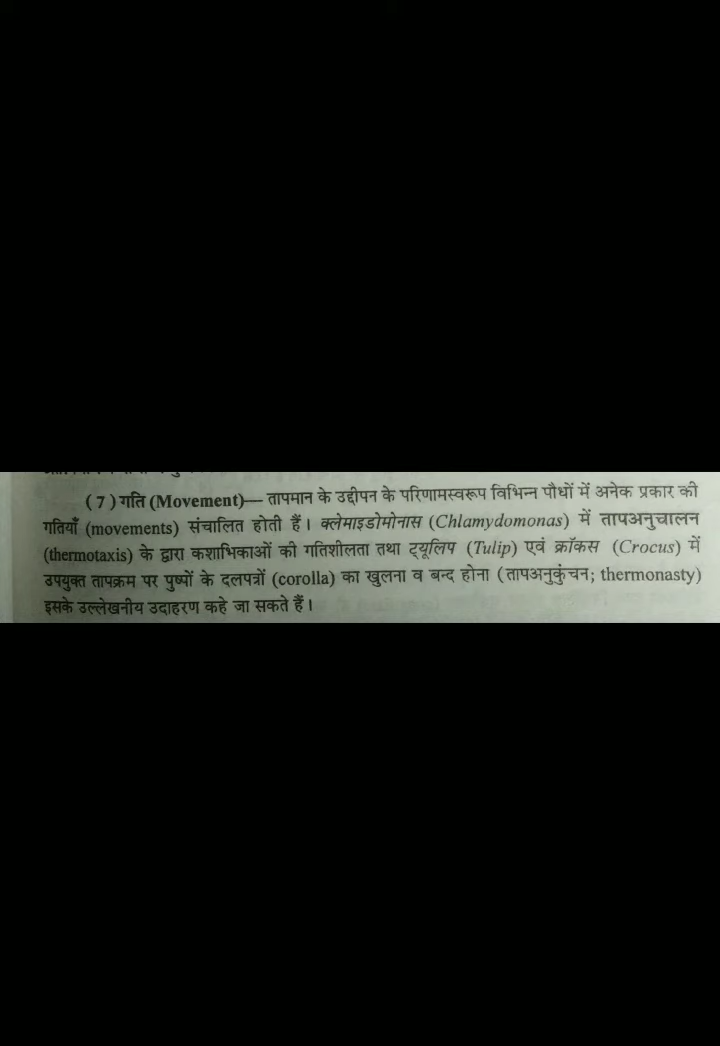 ( 7 ) गति (Movement)— तापमान के उद्दीपन के परिणामस्वरूप विभिन्न पौधों में अनेक प्रकार की
गतियाँ (movements) संचालित होती हैं। क्लेमाइडोमोनास (Chlamydomonas) में तापअनुचालन
(thermotaxis) के द्वारा कशाभिकाओं की गतिशीलता तथा ट्यूलिप (Tulip) एवं क्रॉकस (Crocus) में
उपयुक्त तापक्रम पर पुष्पों के दलपत्रों (corolla) का खुलना व बन्द होना (तापअनुकुंचन; thermonasty)
इसके उल्लेखनीय उदाहरण कहे जा सकते हैं।